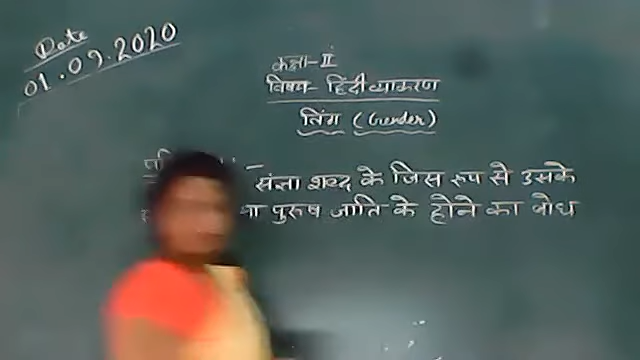 Date
01.09.2020
कक्षा-II
विषय- हिंदी व्याकरण
लिंग (Gender)
संज्ञा शब्द के जिस रूप से उसके
पुरुष जाति के होने का बोध